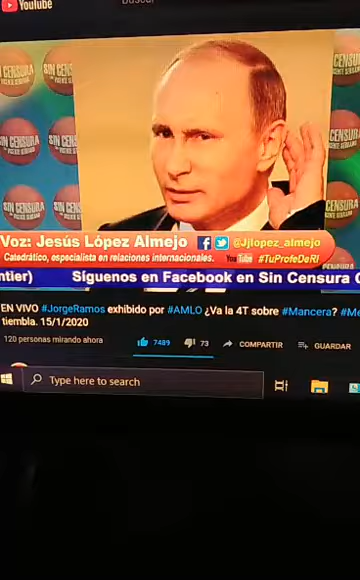 YouTube
Buscar
SIN CENSURA
Voz: Jesús López Almejo @Jjlopez_almejo
Catedrático, especialista en relaciones internacionales. YouTube #TuProfeDeRI
ntier) Síguenos en Facebook en Sin Censura
EN VIVO #JorgeRamos exhibido por #AMLO ¿Va la 4T sobre #Mancera?
tiembla. 15/1/2020
120 personas mirando ahora 7489 73 COMPARTIR GUARDAR
Type here to search